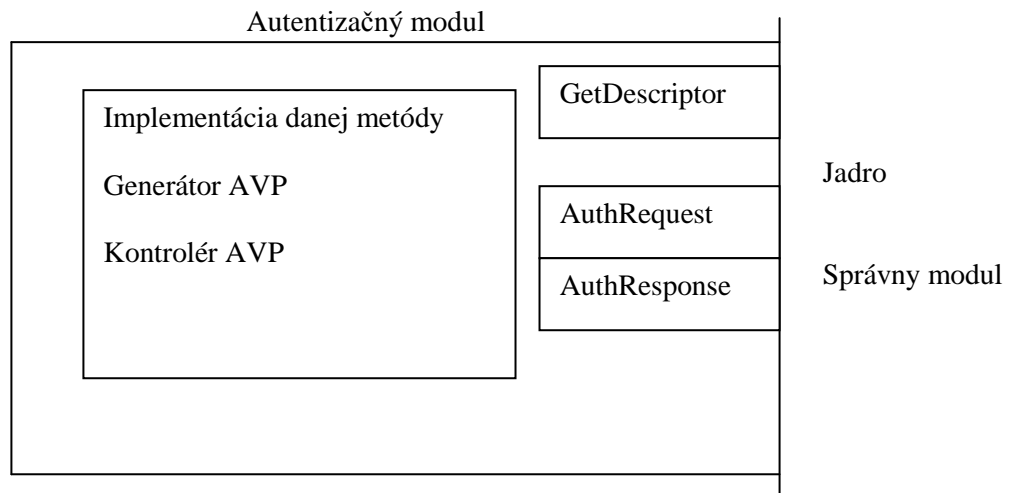 Autentizačný modul
GetDescriptor
Implementácia danej metódy
Generátor AVP
Kontrolér AVP
AuthRequest
AuthResponse
Jadro
Správny modul